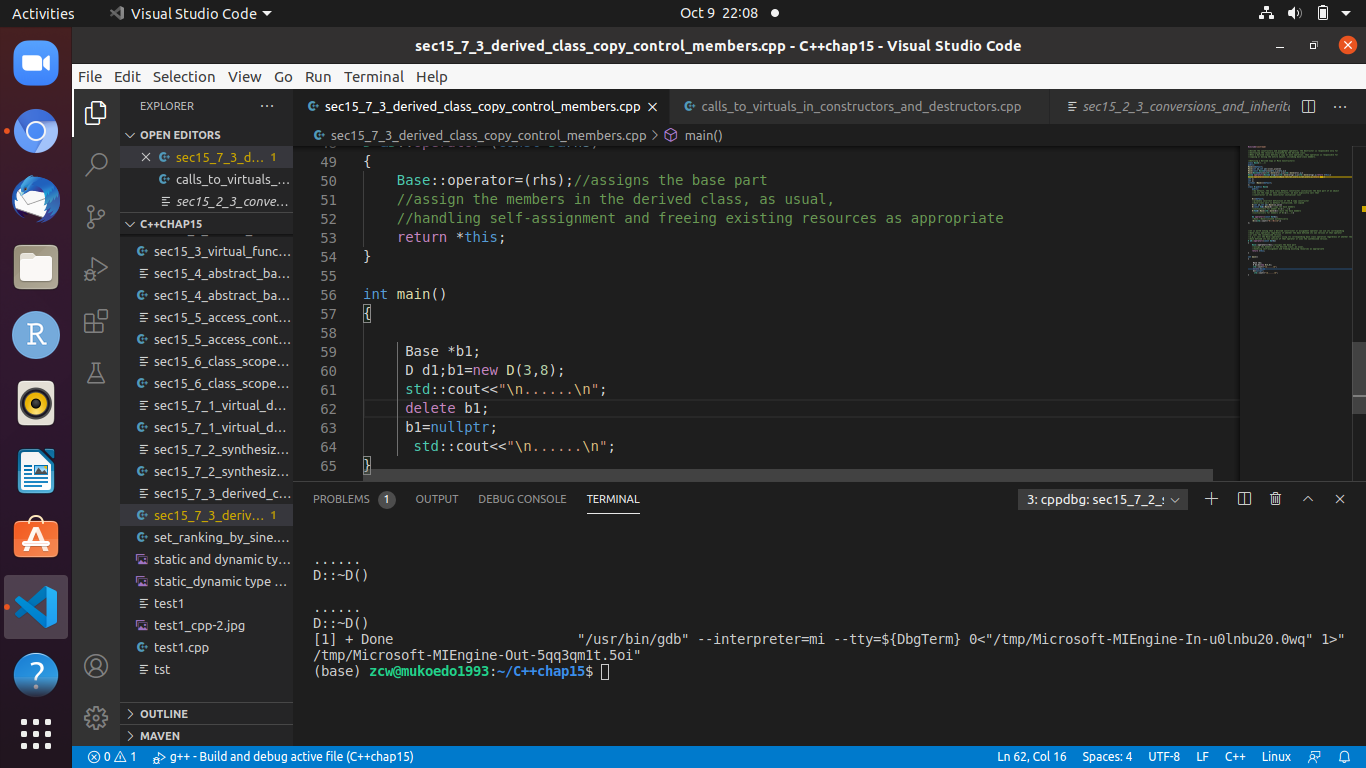 Activities
Visual Studio Code
Oct 9 22:08
sec15_7_3_derived_class_copy_control_members.cpp - C++chap15 - Visual Studio Code
File Edit Selection View Go Run Terminal Help
EXPLORER ···
sec15_7_3_derived_class_copy_control_members.cpp
calls_to_virtuals_in_constructors_and_destructors.cpp
sec15_2_3_conversions_and_inherita
OPEN EDITORS
sec15_7_3_derived_class_copy_control_members.cpp > main()
sec15_7_3_d... 1
calls_to_virtuals_...
sec15_2_3_conve...
C++CHAP15
sec15_3_virtual_func...
sec15_4_abstract_ba...
sec15_4_abstract_ba...
sec15_5_access_cont...
sec15_5_access_cont...
sec15_6_class_scope...
sec15_6_class_scope...
sec15_7_1_virtual_d...
sec15_7_1_virtual_d...
sec15_7_2_synthesiz...
sec15_7_2_synthesiz...
sec15_7_3_derived_c...
sec15_7_3_deriv... 1
set_ranking_by_sine....
static and dynamic ty...
static_dynamic type ...
test1
test1_cpp-2.jpg
test1.cpp
tst
OUTLINE
MAVEN
49 {
50 Base::operator=(rhs);//assigns the base part
51 //assign the members in the derived class, as usual,
52 //handling self-assignment and freeing existing resources as appropriate
53 return *this;
54 }
55
56 int main()
57 {
58
59 Base *b1;
60 D d1;b1=new D(3,8);
61 std::cout<<"\n......\n";
62 delete b1;
63 b1=nullptr;
64 std::cout<<"\n......\n";
65 }
PROBLEMS 1 OUTPUT DEBUG CONSOLE TERMINAL
3: cppdbg: sec15_7_2_s
......
D::~D()
......
D::~D()
[1] + Done "/usr/bin/gdb" --interpreter=mi --tty=${DbgTerm} 0<"/tmp/Microsoft-MIEngine-In-u0lnbu20.0wq" 1>"
/tmp/Microsoft-MIEngine-Out-5qq3qm1t.5oi"
(base) zcw@mukoedo1993:~/C++chap15$
0 1 g++ - Build and debug active file (C++chap15)
Ln 62, Col 16 Spaces: 4 UTF-8 LF C++ Linux